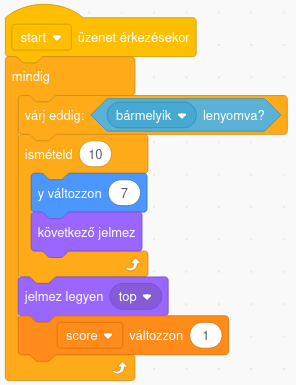 start üzenet érkezésekor
mindig
várj eddig: bármelyik lenyomva?
ismételd 10
y változzon 7
következő jelmez
jelmez legyen top
score változzon 1